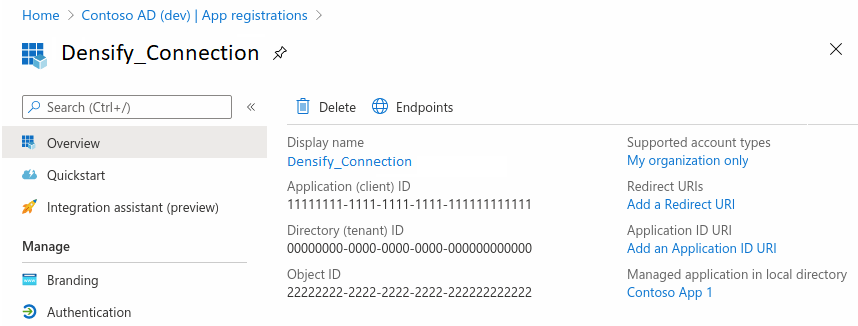 Home > Contoso AD (dev) | App registrations >
Densify_Connection
Search (Ctrl+/)
«
Overview
Quickstart
Integration assistant (preview)
Manage
Branding
Authentication
Delete
Endpoints
Display name
Densify_Connection
Application (client) ID
11111111-1111-1111-1111-111111111111
Directory (tenant) ID
00000000-0000-0000-0000-000000000000
Object ID
22222222-2222-2222-2222-222222222222
Supported account types
My organization only
Redirect URIs
Add a Redirect URI
Application ID URI
Add an Application ID URI
Managed application in local directory
Contoso App 1